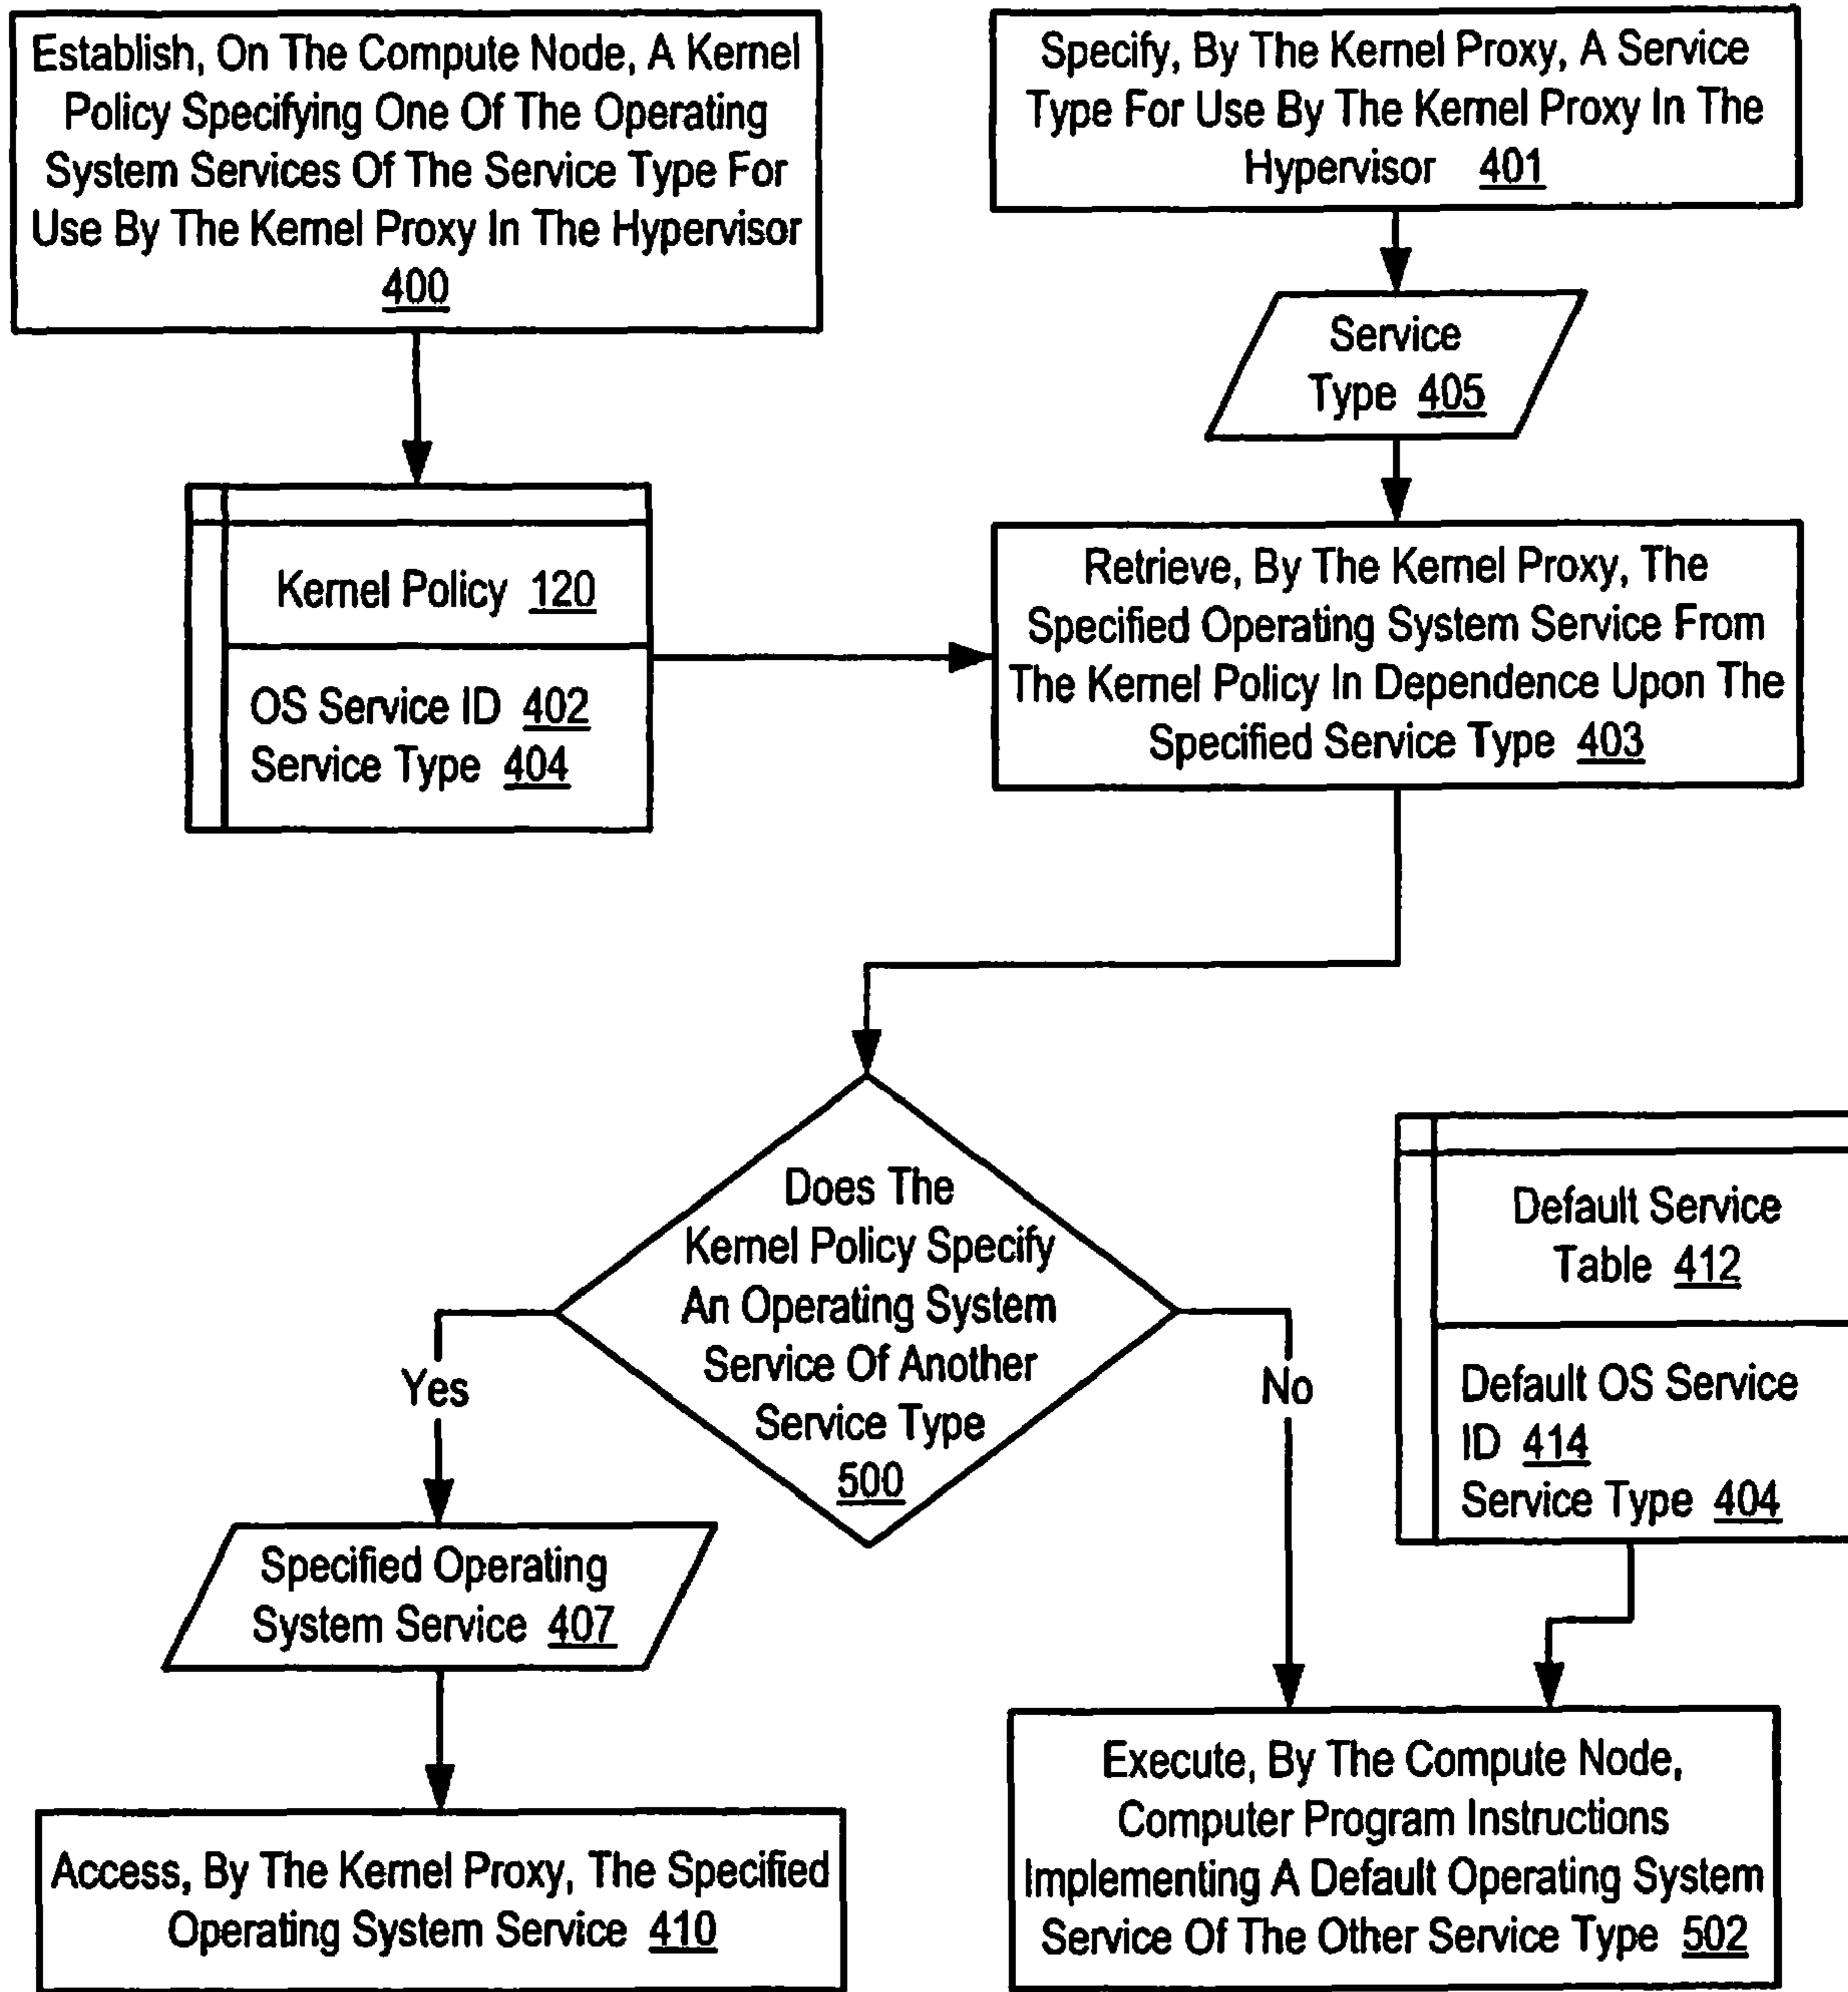 Establish, On The Compute Node, A Kernel
Policy Specifying One Of The Operating
System Services Of The Service Type For
Use By The Kernel Proxy In The Hypervisor
400
Specify, By The Kernel Proxy, A Service
Type For Use By The Kernel Proxy In The
Hypervisor 401
Service
Type 405
Kernel Policy 120
OS Service ID 402
Service Type 404
Retrieve, By The Kernel Proxy, The
Specified Operating System Service From
The Kernel Policy In Dependence Upon The
Specified Service Type 403
Does The
Kernel Policy Specify
An Operating System
Service Of Another
Service Type
500
Yes
No
Default Service
Table 412
Default OS Service
ID 414
Service Type 404
Specified Operating
System Service 407
Access, By The Kernel Proxy, The Specified
Operating System Service 410
Execute, By The Compute Node,
Computer Program Instructions
Implementing A Default Operating System
Service Of The Other Service Type 502